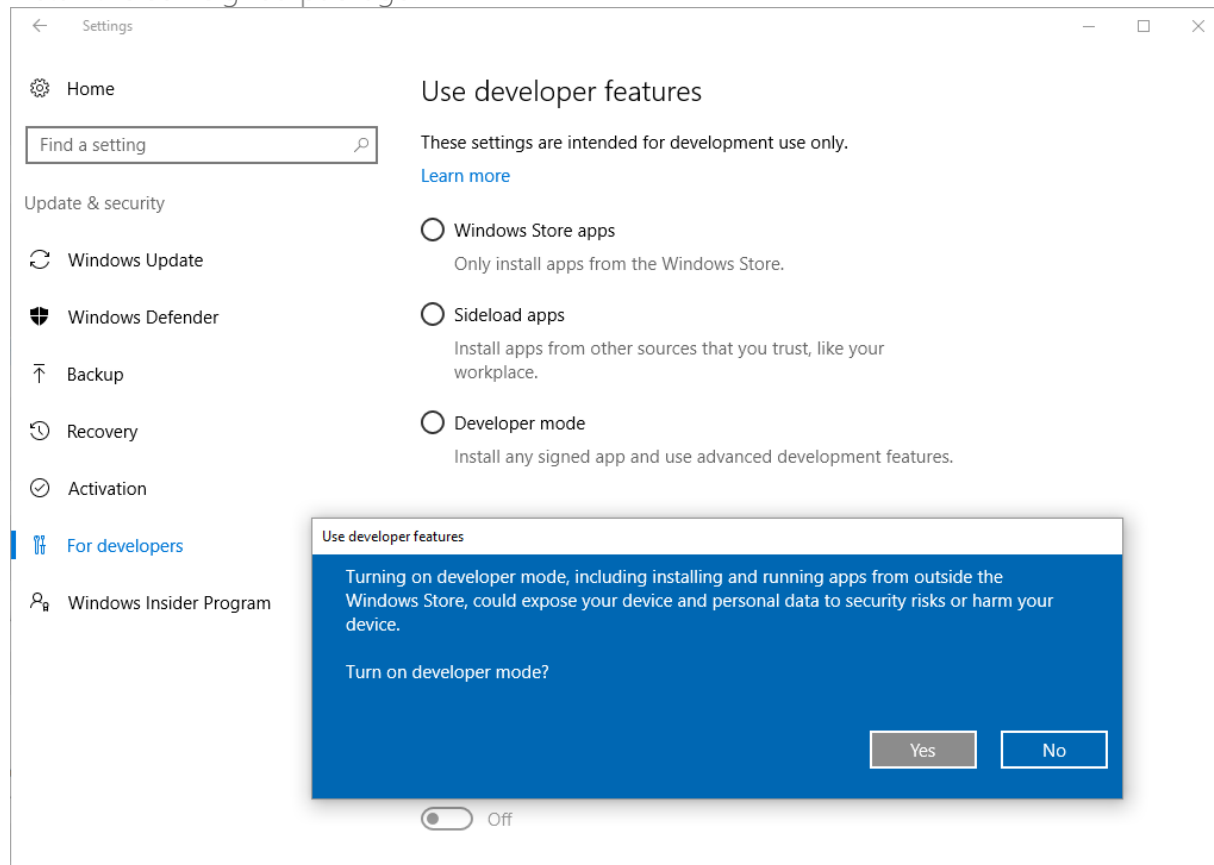 Settings
Home
Find a setting
Update & security
Windows Update
Windows Defender
Backup
Recovery
Activation
For developers
Windows Insider Program
Use developer features
These settings are intended for development use only.
Learn more
Windows Store apps
Only install apps from the Windows Store.
Sideload apps
Install apps from other sources that you trust, like your
workplace.
Developer mode
Install any signed app and use advanced development features.
Use developer features
Turning on developer mode, including installing and running apps from outside the
Windows Store, could expose your device and personal data to security risks or harm your
device.
Turn on developer mode?
Yes
No
Off